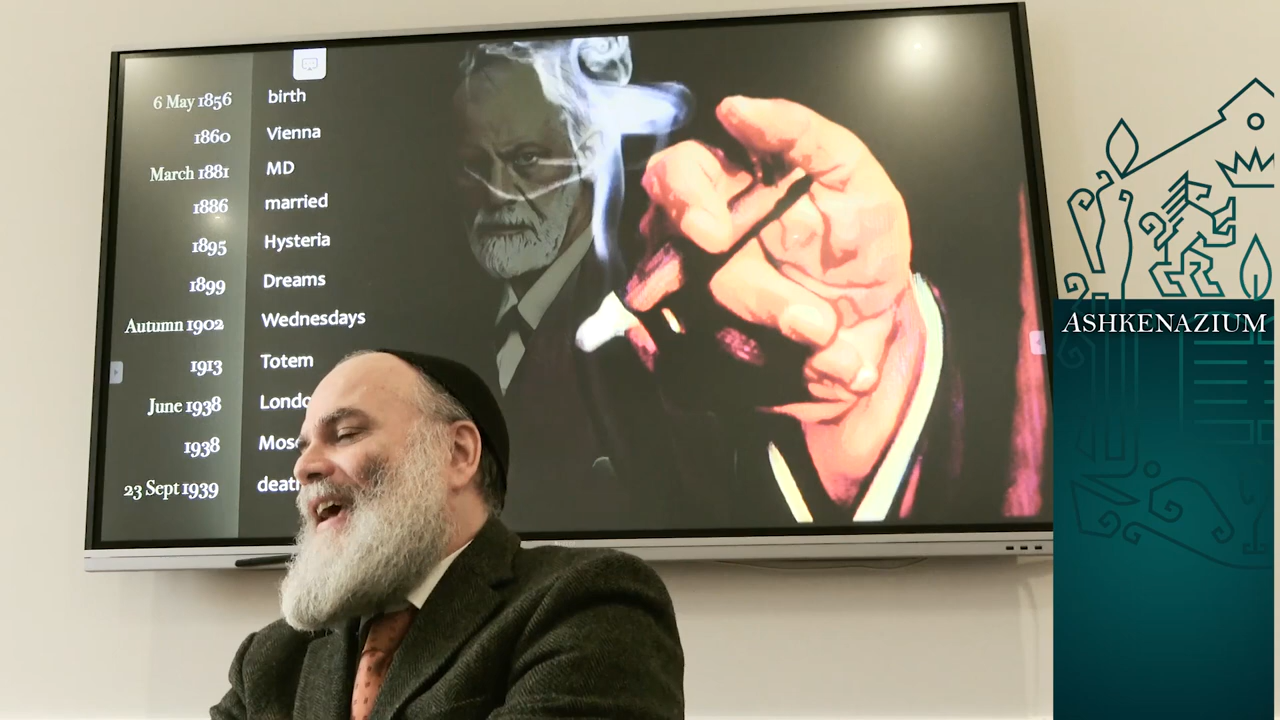 6 May 1856 birth
1860 Vienna
March 1881 MD
1886 married
1895 Hysteria
1899 Dreams
Autumn 1902 Wednesdays
1913 Totem
June 1938
1938
23 Sept 1939
ASHKENAZIUM